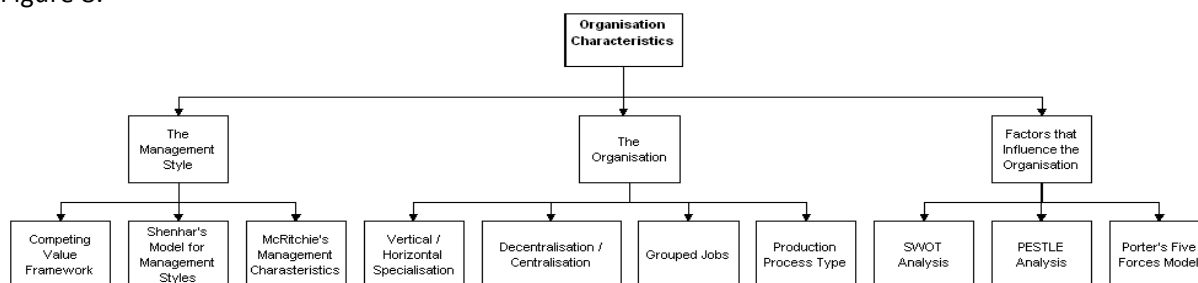 Figure 8.
Organisation
Characteristics
The
Management
Style
The
Organisation
Factors that
Influence the
Organisation
Competing
Value
Framework
Shenhar's
Model for
Management
Styles
McRitchie's
Management
Charasteristics
Vertical /
Horizontal
Specialisation
Decentralisation /
Centralisation
Grouped Jobs
Production
Process Type
SWOT
Analysis
PESTLE
Analysis
Porter's Five
Forces Model